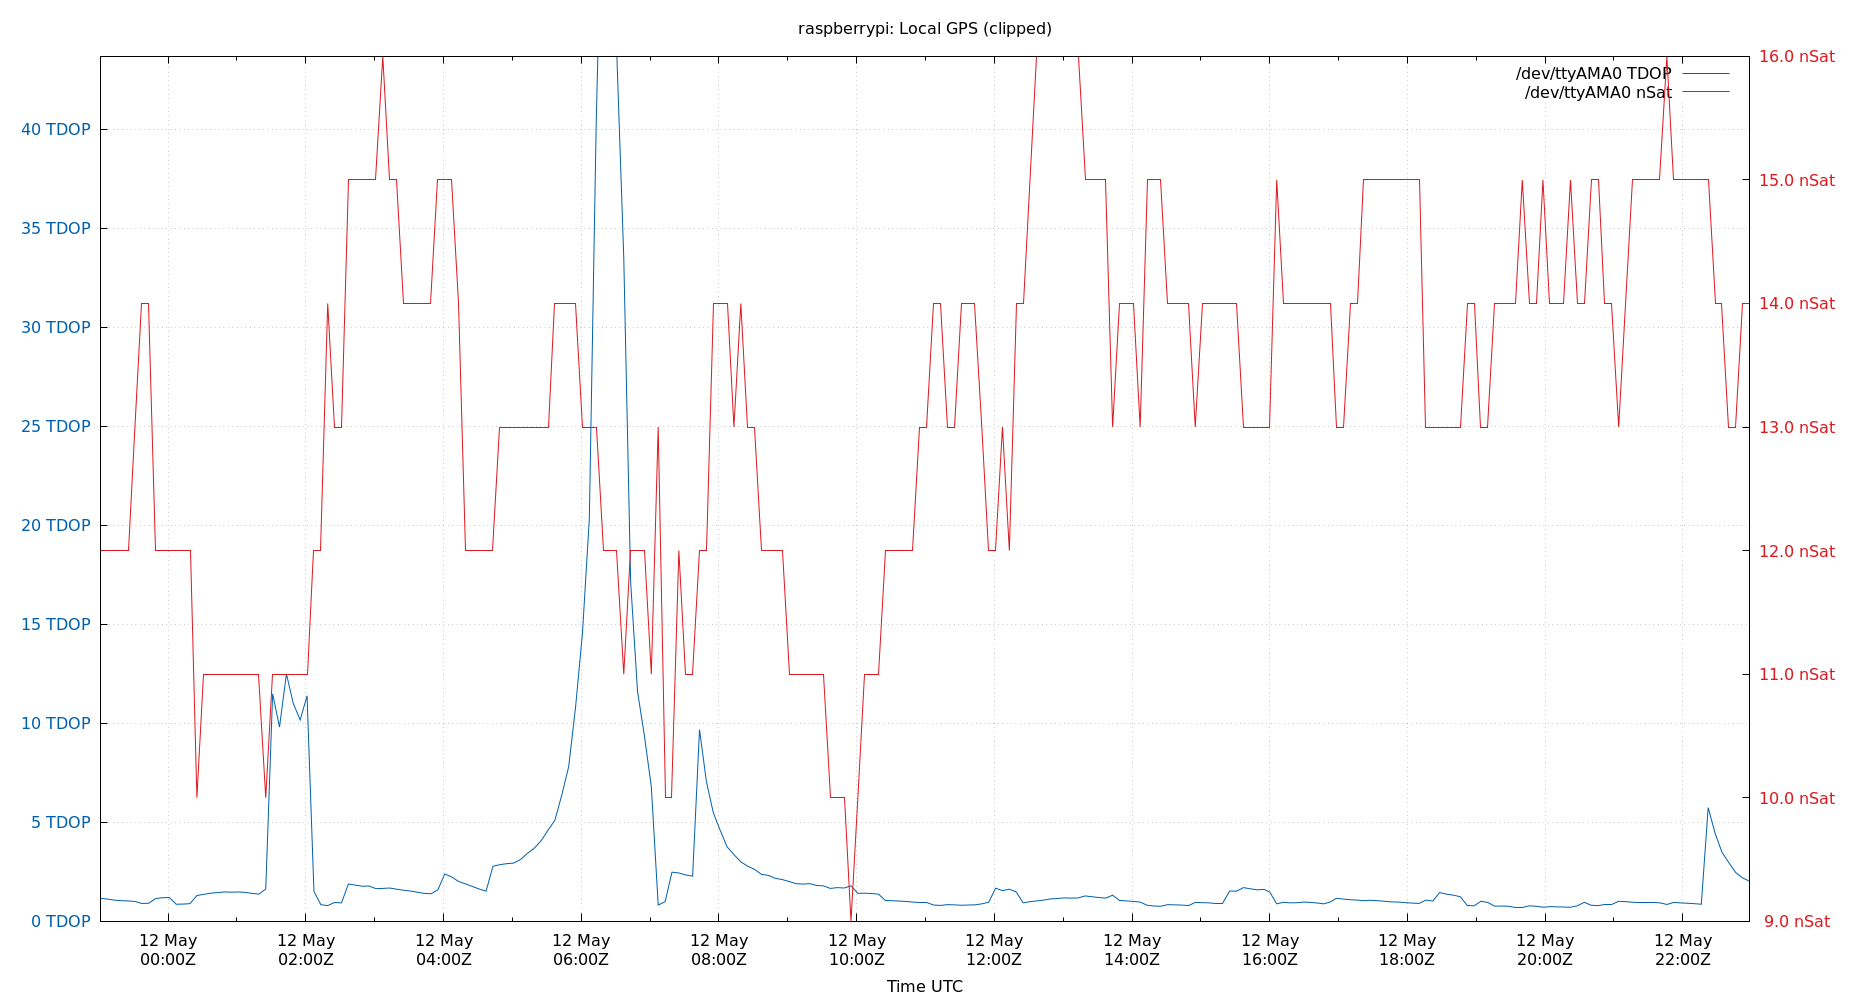 raspberrypi: Local GPS (clipped)
/dev/ttyAMA0 TDOP
/dev/ttyAMA0 nSat
40 TDOP
35 TDOP
30 TDOP
25 TDOP
20 TDOP
15 TDOP
10 TDOP
5 TDOP
0 TDOP
16.0 nSat
15.0 nSat
14.0 nSat
13.0 nSat
12.0 nSat
11.0 nSat
10.0 nSat
9.0 nSat
12 May
00:00Z
12 May
02:00Z
12 May
04:00Z
12 May
06:00Z
12 May
08:00Z
12 May
10:00Z
12 May
12:00Z
12 May
14:00Z
12 May
16:00Z
12 May
18:00Z
12 May
20:00Z
12 May
22:00Z
Time UTC